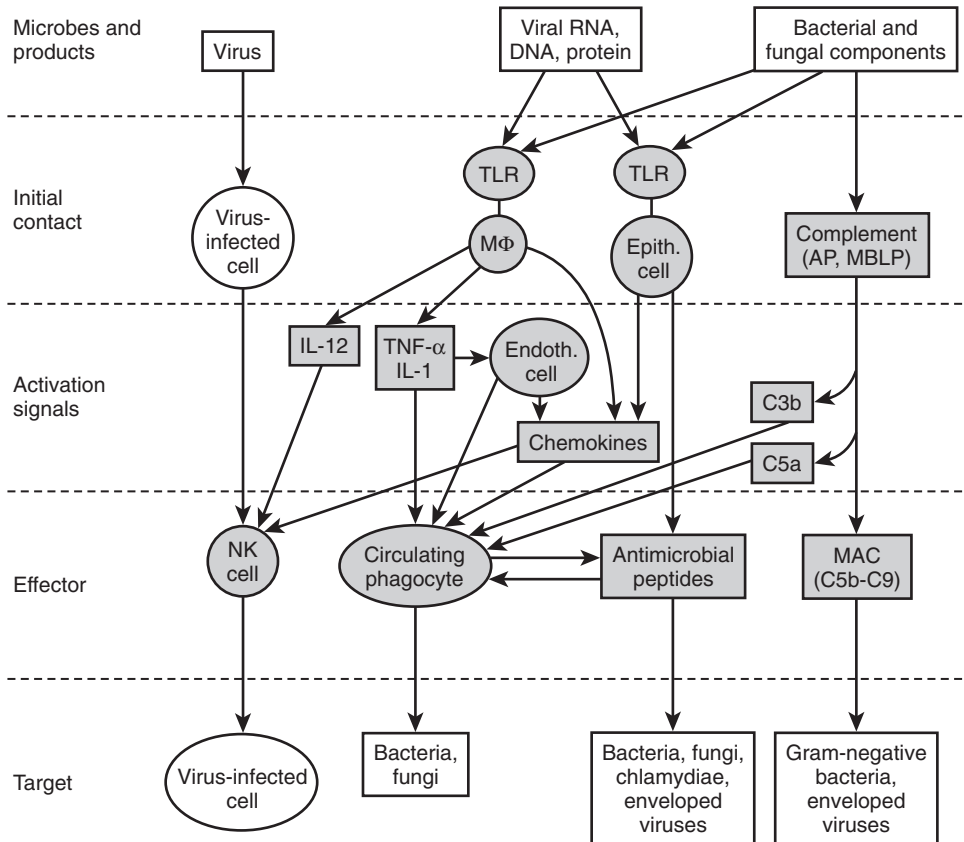 Microbes and
products
Virus
Viral RNA,
DNA, protein
Bacterial and
fungal components
Initial
contact
Virus-
infected
cell
TLR
MΦ
TLR
Epith.
cell
Complement
(AP, MBLP)
Activation
signals
IL-12
TNF-α
IL-1
Endoth.
cell
Chemokines
C3b
C5a
Effector
NK
cell
Circulating
phagocyte
Antimicrobial
peptides
MAC
(C5b-C9)
Target
Virus-infected
cell
Bacteria,
fungi
Bacteria, fungi,
chlamydiae,
enveloped
viruses
Gram-negative
bacteria,
enveloped
viruses